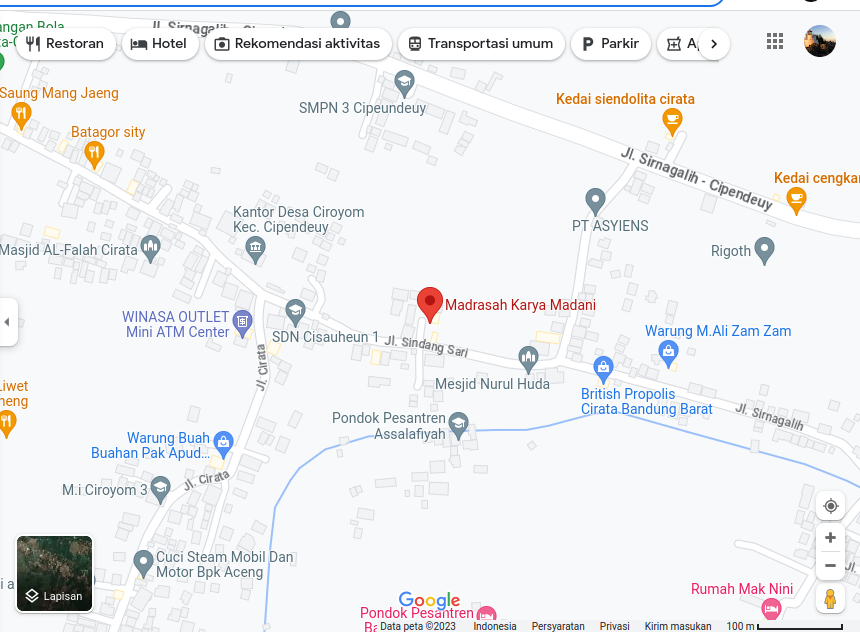 Jl. Sirnagalih - Cipendeuy
angan Bola
Restoran
Hotel
Rekomendasi aktivitas
Transportasi umum
Parkir
Saung Mang Jaeng
SMPN 3 Cipeundeuy
Kedai siendolita cirata
Batagor sity
Jl. Sirnagalih - Cipendeuy
Kedai cengkar
Kantor Desa Ciroyom
Kec. Cipendeuy
PT ASYIENS
Masjid AL-Falah Cirata
Rigoth
Madrasah Karya Madani
WINASA OUTLET
Mini ATM Center
SDN Cisauheun 1
Jl. Sindang Sari
Warung M.Ali Zam Zam
Jl. Cirata
Mesjid Nurul Huda
Liwet
neng
British Propolis
Cirata Bandung Barat
Jl. Sirnagalih
Pondok Pesantren
Assalafiyah
Warung Buah
Buahan Pak Apud...
Jl. Cirata
M.i Ciroyom 3
Cuci Steam Mobil Dan
Motor Bpk Aceng
Jl.
Lapisan
Rumah Mak Nini
Google
Pondok Pesantren
Data peta ©2023
Indonesia
Persyaratan
Privasi
Kirim masukan
100 m